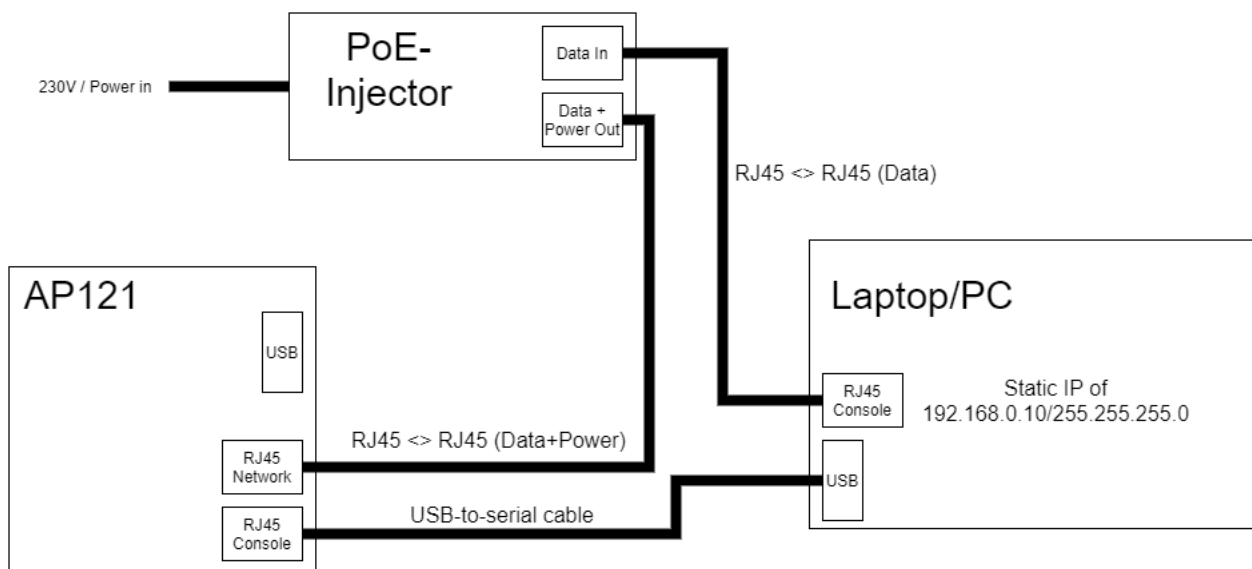 PoE-
Injector
Data In
230V / Power in
Data +
Power Out
RJ45 <> RJ45 (Data)
AP121
USB
Laptop/PC
RJ45
Console
Static IP of
192.168.0.10/255.255.255.0
RJ45 <> RJ45 (Data+Power)
RJ45
Network
USB
USB-to-serial cable
RJ45
Console